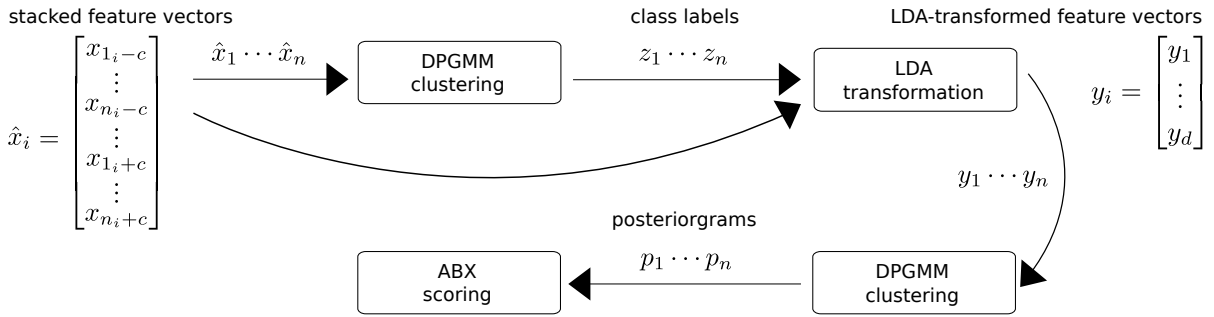 stacked feature vectors
class labels
LDA-transformed feature vectors
x̂ᵢ =
x₁ᵢ₋c
⋮
xₙᵢ₋c
⋮
x₁ᵢ₊c
⋮
xₙᵢ₊c
x̂₁ ⋯ x̂ₙ
DPGMM
clustering
z₁ ⋯ zₙ
LDA
transformation
yᵢ =
y₁
⋮
y_d
y₁ ⋯ yₙ
posteriorgrams
ABX
scoring
p₁ ⋯ pₙ
DPGMM
clustering